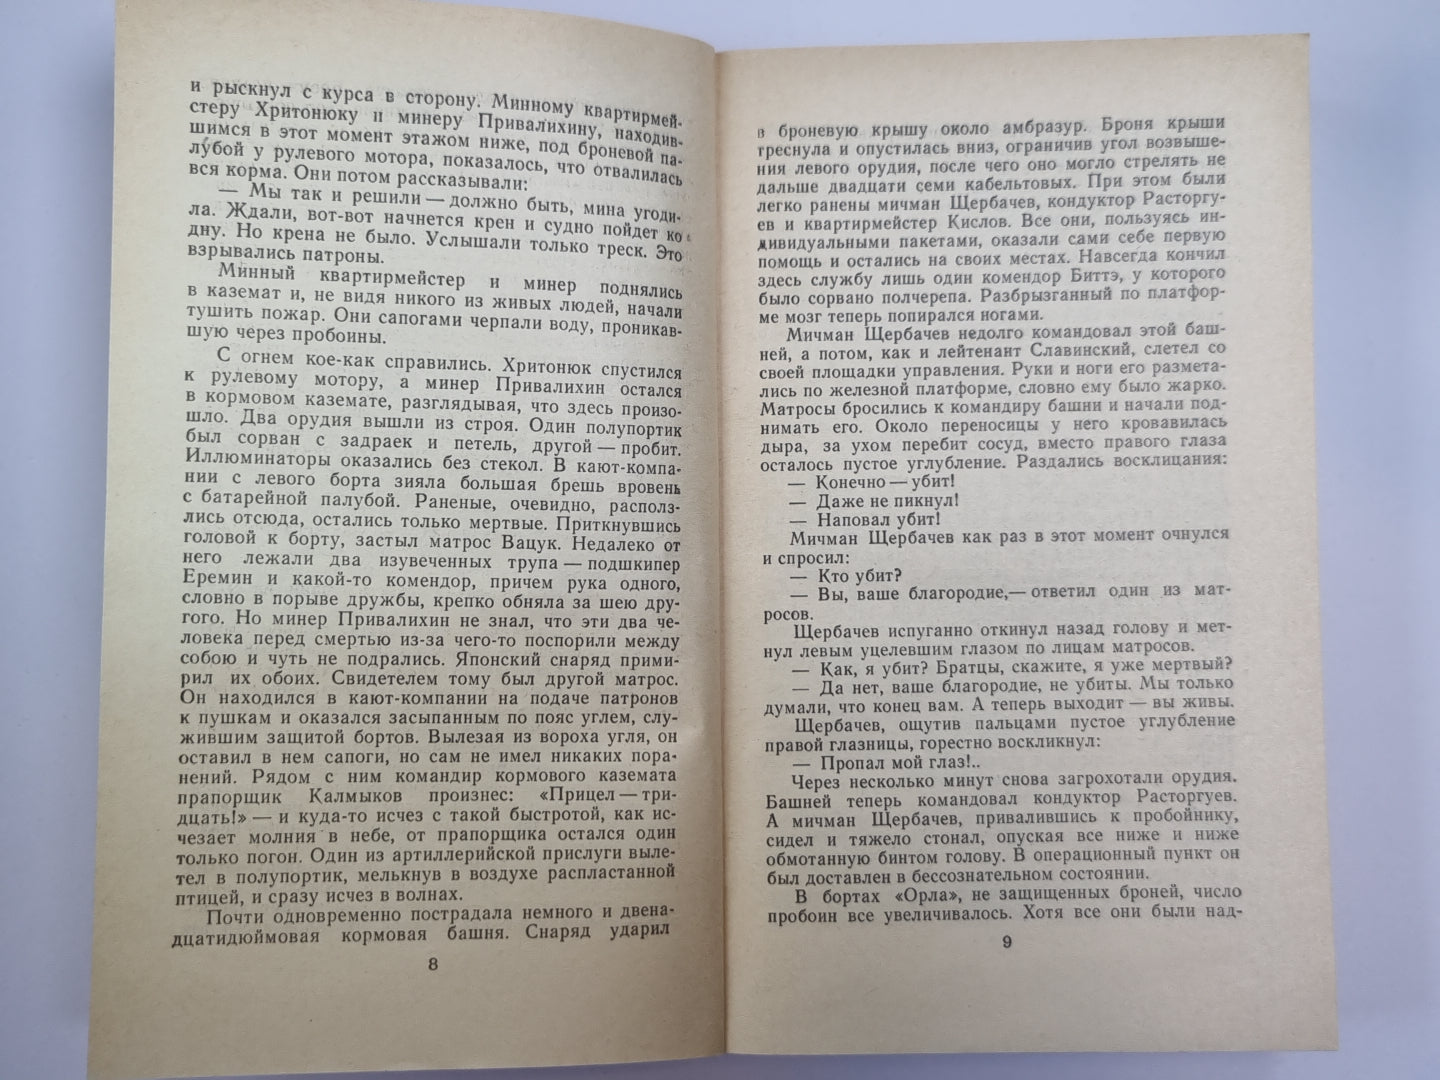 и рыскнул с курса в сторону. Минному квартирмей-
стеру Хритонюку и минеру Привалихину, находив-
шимся в этот момент этажом ниже, под броневой па-
лубой у рулевого мотора, показалось, что отвалилась
вся корма. Они потом рассказывали:
— Мы так и решили — должно быть, мина угоди-
ла. Ждали, вот-вот начнется крен и судно пойдет ко
дну. Но крена не было. Услышали только треск. Это
взрывались патроны.
Минный квартирмейстер и минер поднялись
в каземат и, не видя никого из живых людей, начали
тушить пожар. Они сапогами черпали воду, проникав-
шую через пробоины.
С огнем кое-как справились. Хритонюк спустился
к рулевому мотору, а минер Привалихин остался
в кормовом каземате, разглядывая, что здесь произо-
шло. Два орудия вышли из строя. Один полупортик
был сорван с задраек и петель, другой — пробит.
Иллюминаторы оказались без стекол. В кают-компа-
нии с левого борта зияла большая брешь вровень
с батарейной палубой. Раненые, очевидно, располз-
лись отсюда, остались только мертвые. Приткнувшись
головой к борту, застыл матрос Вацук. Недалеко от
него лежали два изувеченных трупа — подшкипер
Еремин и какой-то комендор, причем рука одного,
словно в порыве дружбы, крепко обняла за шею дру-
гого. Но минер Привалихин не знал, что эти два че-
ловека перед смертью из-за чего-то поспорили между
собою и чуть не подрались. Японский снаряд прими-
рил их обоих. Свидетелем тому был другой матрос.
Он находился в кают-компании на подаче патронов
к пушкам и оказался засыпанным по пояс углем, слу-
жившим защитой бортов. Вылезая из вороха угля, он
оставил в нем сапоги, но сам не имел никаких пора-
нений. Рядом с ним командир кормового каземата
прапорщик Калмыков произнес: «Прицел — три-
дцать!» — и куда-то исчез с такой быстротой, как ис-
чезает молния в небе, от прапорщика остался один
только погон. Один из артиллерийской прислуги выле-
тел в полупортик, мелькнув в воздухе распластанной
птицей, и сразу исчез в волнах.
Почти одновременно пострадала немного и двена-
дцатидюймовая кормовая башня. Снаряд ударил
8
в броневую крышу около амбразур. Броня крыши
треснула и опустилась вниз, ограничив угол возвыше-
ния левого орудия, после чего оно могло стрелять не
дальше двадцати семи кабельтовых. При этом были
легко ранены мичман Щербачев, кондуктор Расторгу-
ев и квартирмейстер Кислов. Все они, пользуясь ин-
дивидуальными пакетами, оказали сами себе первую
помощь и остались на своих местах. Навсегда кончил
здесь службу лишь один комендор Биттэ, у которого
было сорвано полчерепа. Разбрызганный по платфор-
ме мозг теперь попирался ногами.
Мичман Щербачев недолго командовал этой баш-
ней, а потом, как и лейтенант Славинский, слетел со
своей площадки управления. Руки и ноги его размета-
лись по железной платформе, словно ему было жарко.
Матросы бросились к командиру башни и начали под-
нимать его. Около переносицы у него кровавилась
дыра, за ухом перебит сосуд, вместо правого глаза
осталось пустое углубление. Раздались восклицания:
— Конечно — убит!
— Даже не пикнул!
— Наповал убит!
Мичман Щербачев как раз в этот момент очнулся
и спросил:
— Кто убит?
— Вы, ваше благородие,— ответил один из мат-
росов.
Щербачев испуганно откинул назад голову и мет-
нул левым уцелевшим глазом по лицам матросов.
— Как, я убит? Братцы, скажите, я уже мертвый?
— Да нет, ваше благородие, не убиты. Мы только
думали, что конец вам. А теперь выходит — вы живы.
Щербачев, ощутив пальцами пустое углубление
правой глазницы, горестно воскликнул:
— Пропал мой глаз!..
Через несколько минут снова загрохотали орудия.
Башней теперь командовал кондуктор Расторгуев.
А мичман Щербачев, привалившись к пробойнику,
сидел и тяжело стонал, опуская все ниже и ниже
обмотанную бинтом голову. В операционный пункт он
был доставлен в бессознательном состоянии.
В бортах «Орла», не защищенных броней, число
пробоин все увеличивалось. Хотя все они были над-
9